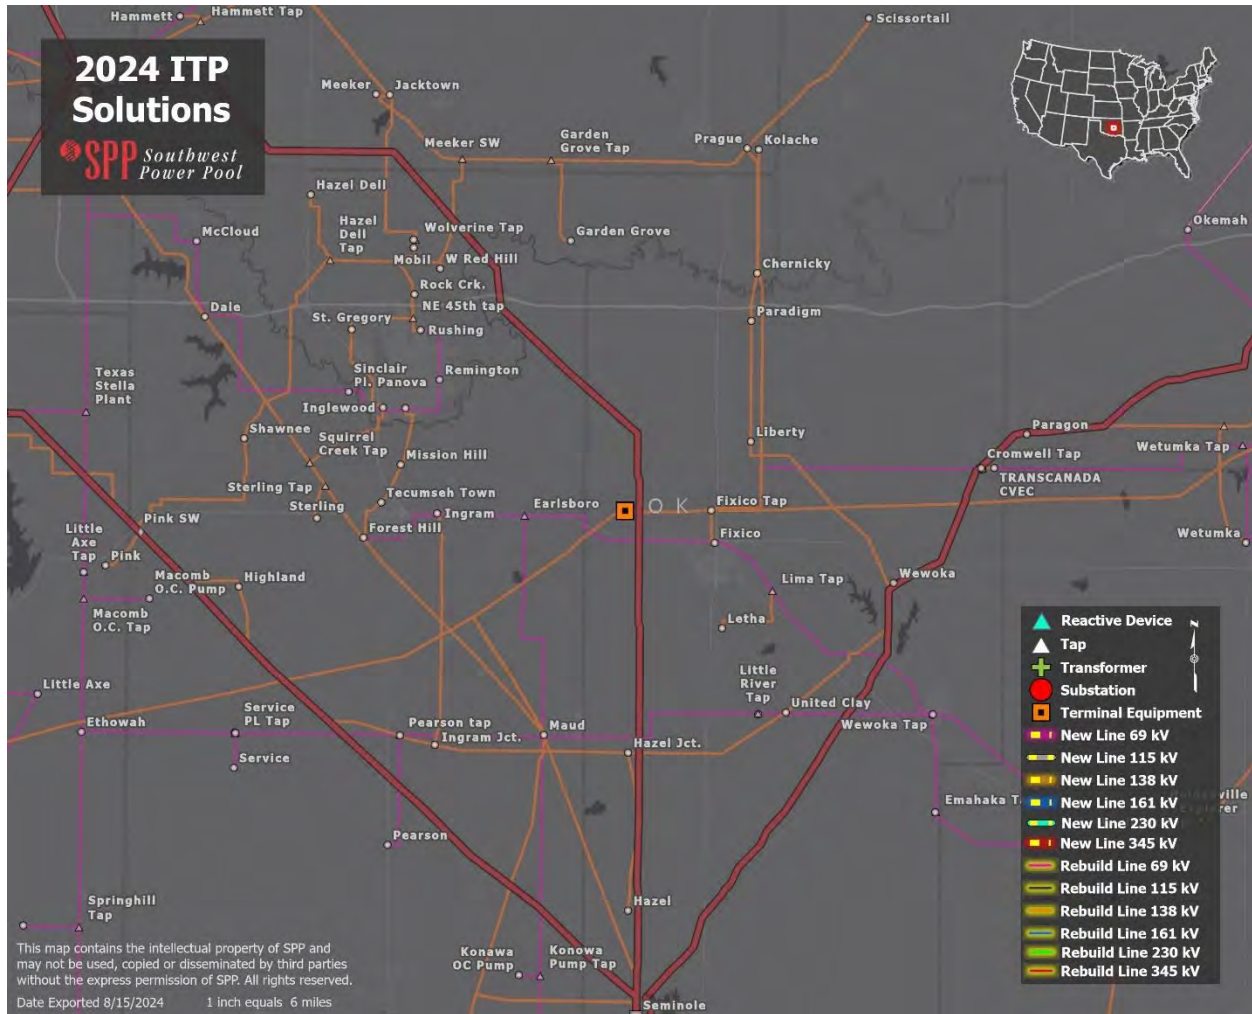 Hammett
Hammett Tap
Scissortail
2024 ITP
Solutions
SPP Southwest
Power Pool
Meeker
Jacktown
Meeker SW
Garden
Grove Tap
Prague
Kolache
Hazel Dell
Hazel
Dell
Tap
Wolverine Tap
Garden Grove
Okemah
McCloud
Mobil
W Red Hill
Chernicky
Rock Crk.
NE 45th tap
Dale
St. Gregory
Rushing
Paradigm
Texas
Stella
Plant
Sinclair
Pl. Panova
Remington
Inglewood
Shawnee
Squirrel
Creek Tap
Mission Hill
Liberty
Paragon
Wetumka Tap
Cromwell Tap
TRANSCANADA
CVEC
Sterling Tap
Sterling
Tecumseh Town
Ingram
Earlsboro
O K
Fixico Tap
Pink SW
Forest Hill
Fixico
Wetumka
Little
Axe
Tap
Pink
Macomb
O.C. Pump
Highland
Lima Tap
Wewoka
Macomb
O.C. Tap
Letha
Little Axe
Little
River
Tap
United Clay
Ethowah
Service
PL Tap
Pearson tap
Ingram Jct.
Maud
Wewoka Tap
Hazel Jct.
Service
Emahaka
Pearson
Springhill
Tap
Hazel
Konawa
OC Pump
Konowa
Pump Tap
Seminole
Reactive Device
N
Tap
Transformer
Substation
Terminal Equipment
New Line 69 kV
New Line 115 kV
New Line 138 kV
New Line 161 kV
New Line 230 kV
New Line 345 kV
Rebuild Line 69 kV
Rebuild Line 115 kV
Rebuild Line 138 kV
Rebuild Line 161 kV
Rebuild Line 230 kV
Rebuild Line 345 kV
This map contains the intellectual property of SPP and
may not be used, copied or disseminated by third parties
without the express permission of SPP. All rights reserved.
Date Exported 8/15/2024 1 inch equals 6 miles